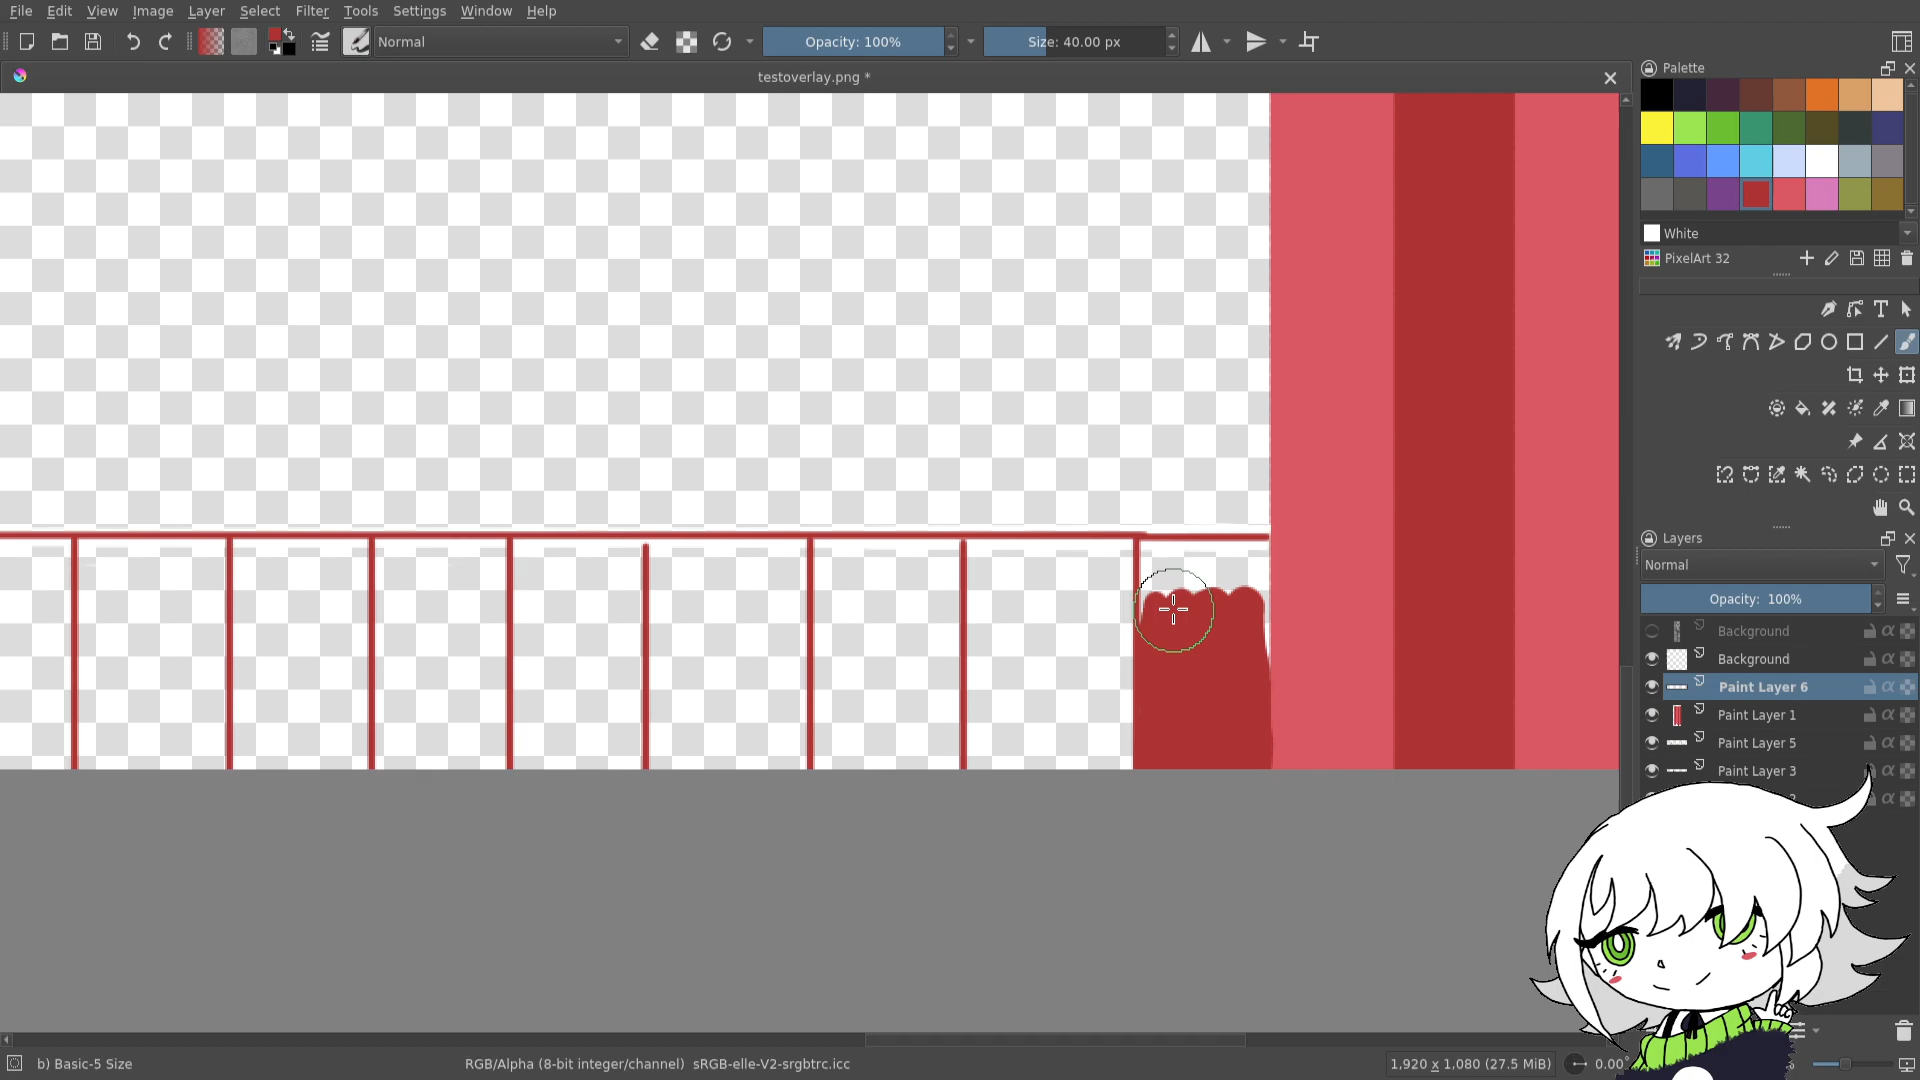 File Edit View Image Layer Select Filter Tools Settings Window Help
Normal
Opacity: 100%
Size: 40.00 px
testoverlay.png *
Palette
White
PixelArt 32
Layers
Normal
Opacity: 100%
Background
Background
Paint Layer 6
Paint Layer 1
Paint Layer 5
Paint Layer 3
b) Basic-5 Size
RGB/Alpha (8-bit integer/channel) sRGB-elle-V2-srgbtrc.icc
1,920 x 1,080 (27.5 MiB)
0.00°